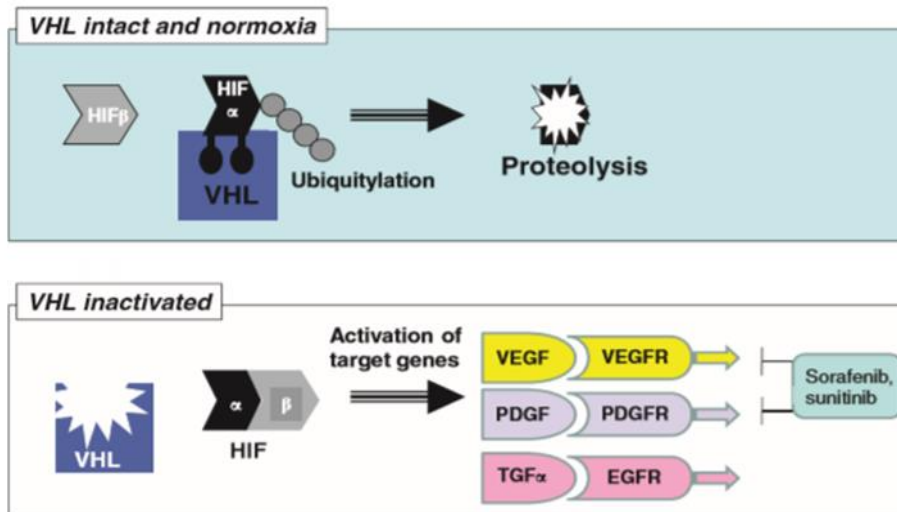 VHL intact and normoxia
HIFβ
HIF
α
VHL
Ubiquitylation
Proteolysis
VHL inactivated
VHL
α
β
HIF
Activation of
target genes
VEGF
VEGFR
PDGF
PDGFR
TGFα
EGFR
Sorafenib,
sunitinib